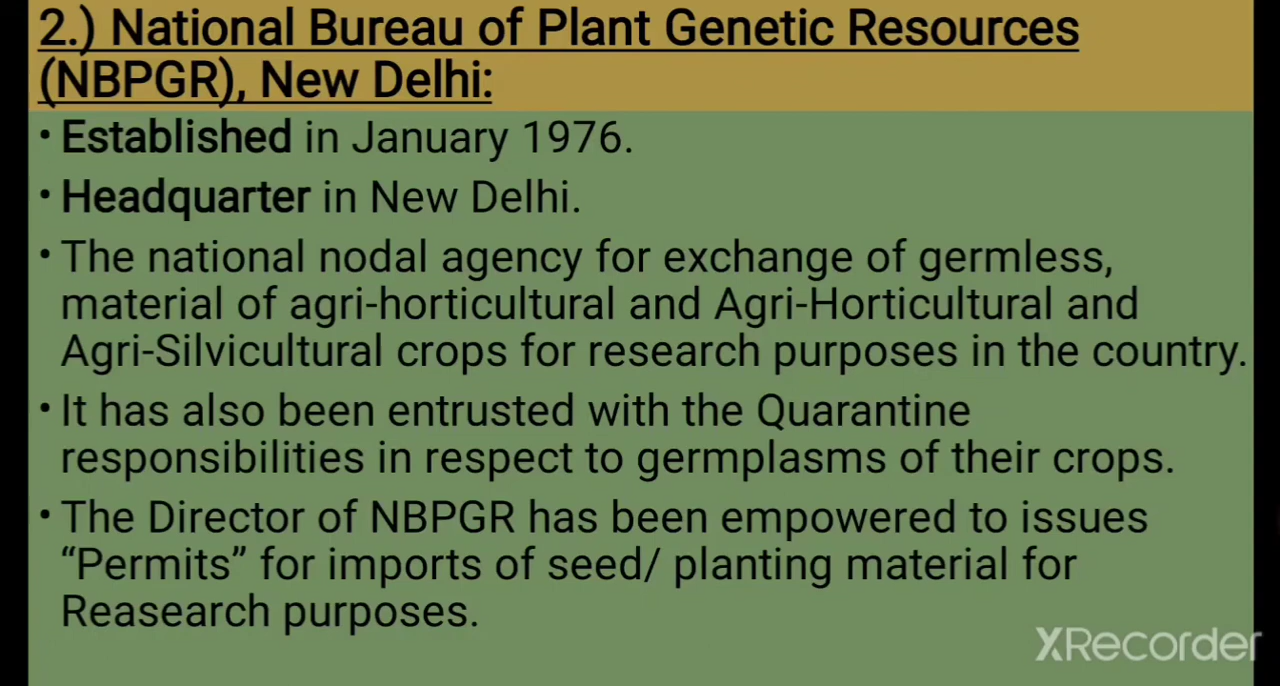 2.) National Bureau of Plant Genetic Resources
(NBPGR), New Delhi:
• Established in January 1976.
• Headquarter in New Delhi.
• The national nodal agency for exchange of germless,
material of agri-horticultural and Agri-Horticultural and
Agri-Silvicultural crops for research purposes in the country.
• It has also been entrusted with the Quarantine
responsibilities in respect to germplasms of their crops.
• The Director of NBPGR has been empowered to issues
“Permits” for imports of seed/ planting material for
Reasearch purposes.
XRecorder